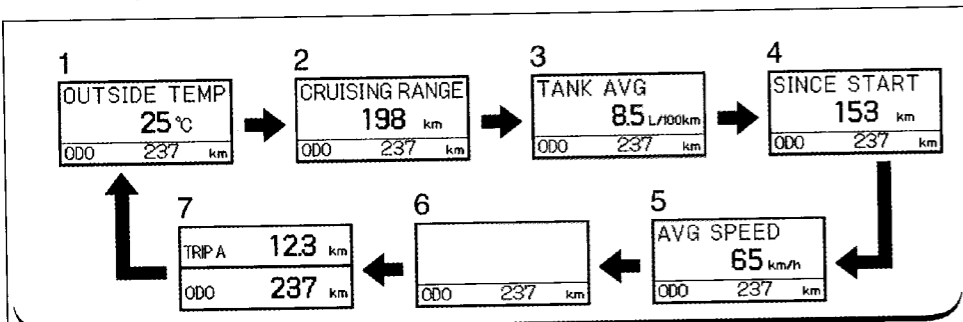 1
OUTSIDE TEMP
25 °C
ODO 237 km
2
CRUISING RANGE
198 km
ODO 237 km
3
TANK AVG
8.5 L/100km
ODO 237 km
4
SINCE START
153 km
ODO 237 km
5
AVG SPEED
65 km/h
ODO 237 km
6
ODO 237 km
7
TRIP A 12.3 km
ODO 237 km